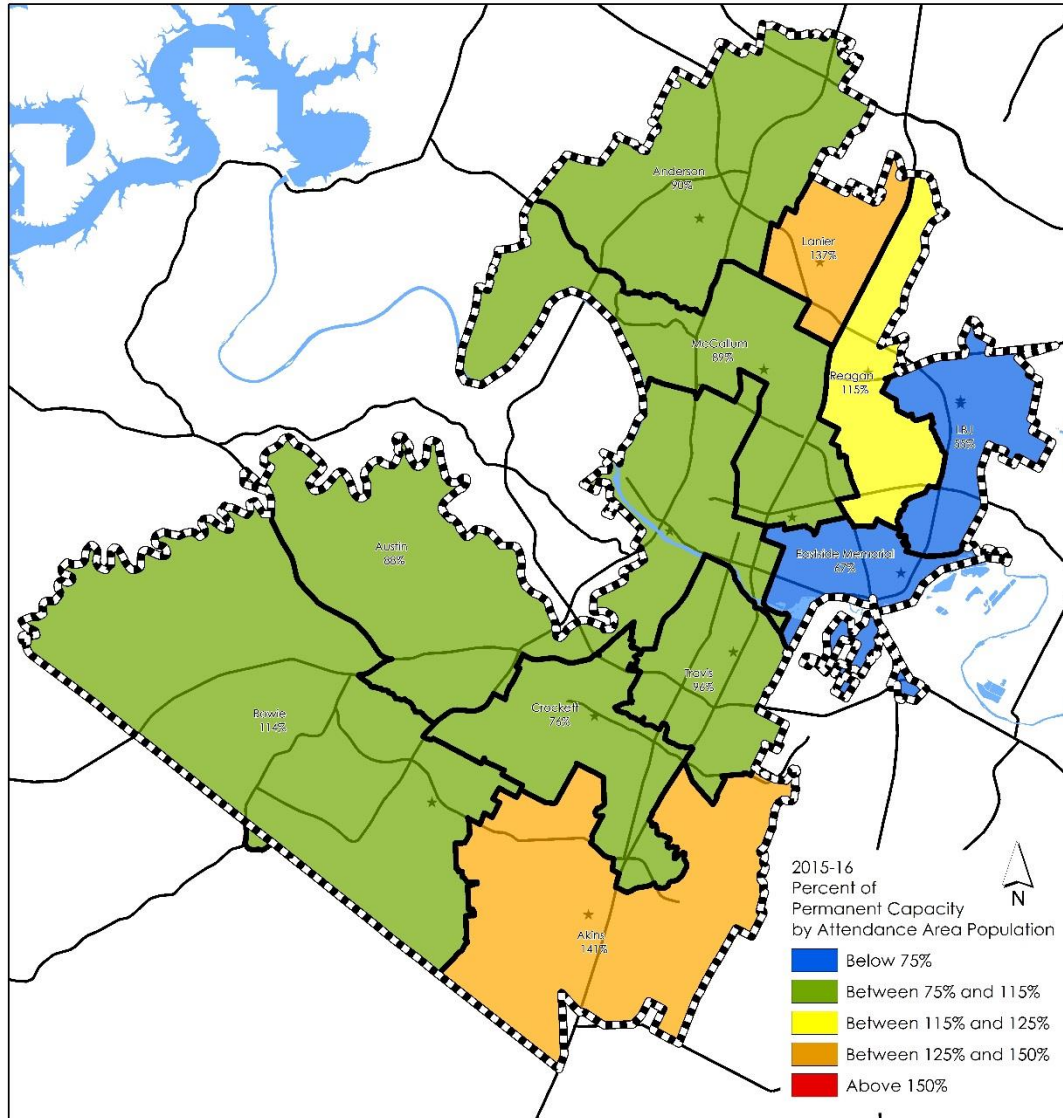 Anderson
90%
Lanier
137%
McCallum
89%
Reagan
115%
LBJ
55%
Austin
88%
Eastside Memorial
67%
Travis
96%
Crockett
76%
Bowie
114%
Akins
141%
N
2015-16
Percent of
Permanent Capacity
by Attendance Area Population
Below 75%
Between 75% and 115%
Between 115% and 125%
Between 125% and 150%
Above 150%